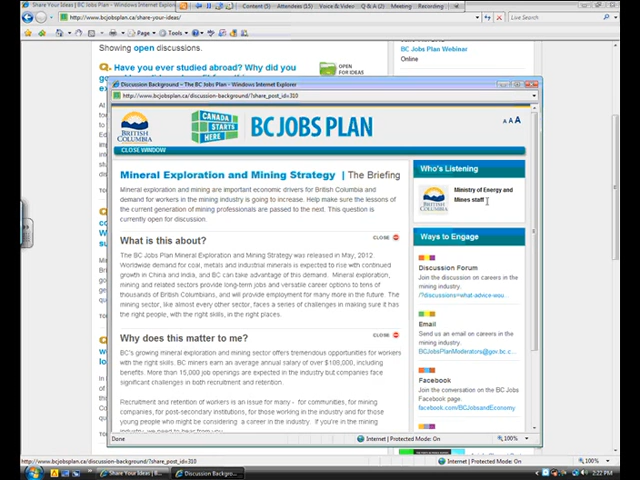 Share Your Ideas | BC Jobs Plan - Windows Internet Explorer
Content (5) Attendees (13) Voice & Video Q & A (2) Meeting Recording
http://www.bcjobsplan.ca/share-your-ideas/
Search
File
Page Tools
Showing open discussions.
BC Jobs Plan Webinar
Online
Q. Have you ever studied abroad? Why did you
OPEN
FOR IDEAS
Discussion Background - The BC Jobs Plan - Windows Internet Explorer
http://www.bcjobsplan.ca/discussion-background/?share_post_id=310
BRITISH
COLUMBIA
CANADA
STARTS
HERE
BC JOBS PLAN
A A A
CLOSE WINDOW
Mineral Exploration and Mining Strategy | The Briefing
Mineral exploration and mining are important economic drivers for British Columbia and
demand for workers in the mining industry is going to increase. Help make sure the lessons of
the current generation of mining professionals are passed to the next. This question is
currently open for discussion.
What is this about?
CLOSE
The BC Jobs Plan Mineral Exploration and Mining Strategy was released in May, 2012.
Worldwide demand for coal, metals and industrial minerals is expected to rise with continued
growth in China and India, and BC can take advantage of this demand. Mineral exploration,
mining and related sectors provide long-term jobs and versatile career options to tens of
thousands of British Columbians, and will provide employment for many more in the future. The
mining sector, like almost every other sector, faces a series of challenges in making sure it has
the right people, with the right skills, in the right places.
Why does this matter to me?
CLOSE
BC's growing mineral exploration and mining sector offers tremendous opportunities for workers
with the right skills. BC miners earn an average annual salary of over $108,000, including
benefits. More than 15,000 job openings are expected in the industry but companies face
significant challenges in both recruitment and retention.
Recruitment and retention of workers is an issue for many - for communities, for mining
companies, for post-secondary institutions, for those working in the industry and for those
young people who might be considering a career in mining. If you're in the mining
Who's Listening
BRITISH
COLUMBIA
Ministry of Energy and
Mines staff
Ways to Engage
Discussion Forum
Join the discussion on careers in the
mining industry.
/?discussions=what-advice-wou...
Email
Send us an email on careers in the
mining industry.
BCJobsPlanModerators@gov.bc.c...
Facebook
Join the conversation on the BC Jobs
Facebook page.
facebook.com/BCJobsandEconomy
Done
Internet | Protected Mode: On
100%
http://www.bcjobsplan.ca/discussion-background/?share_post_id=310
Internet | Protected Mode: On
100%
Share Your Ideas | B...
Discussion Backgro...
2:22 PM